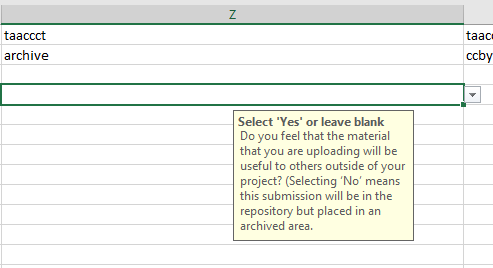 Z
taaccct taacc
archive ccby
Select 'Yes' or leave blank
Do you feel that the material
that you are uploading will be
useful to others outside of your
project? (Selecting 'No' means
this submission will be in the
repository but placed in an
archived area.